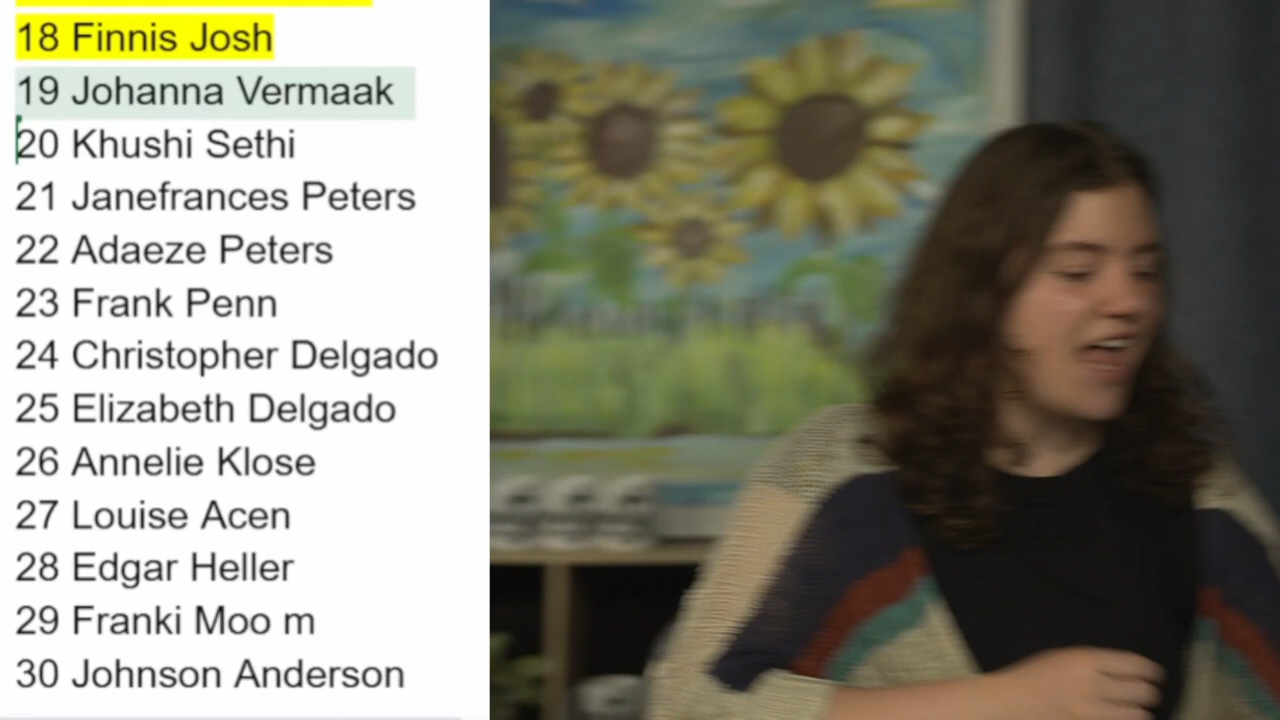 18 Finnis Josh
19 Johanna Vermaak
20 Khushi Sethi
21 Janefrances Peters
22 Adaeze Peters
23 Frank Penn
24 Christopher Delgado
25 Elizabeth Delgado
26 Annelie Klose
27 Louise Acen
28 Edgar Heller
29 Franki Moo m
30 Johnson Anderson